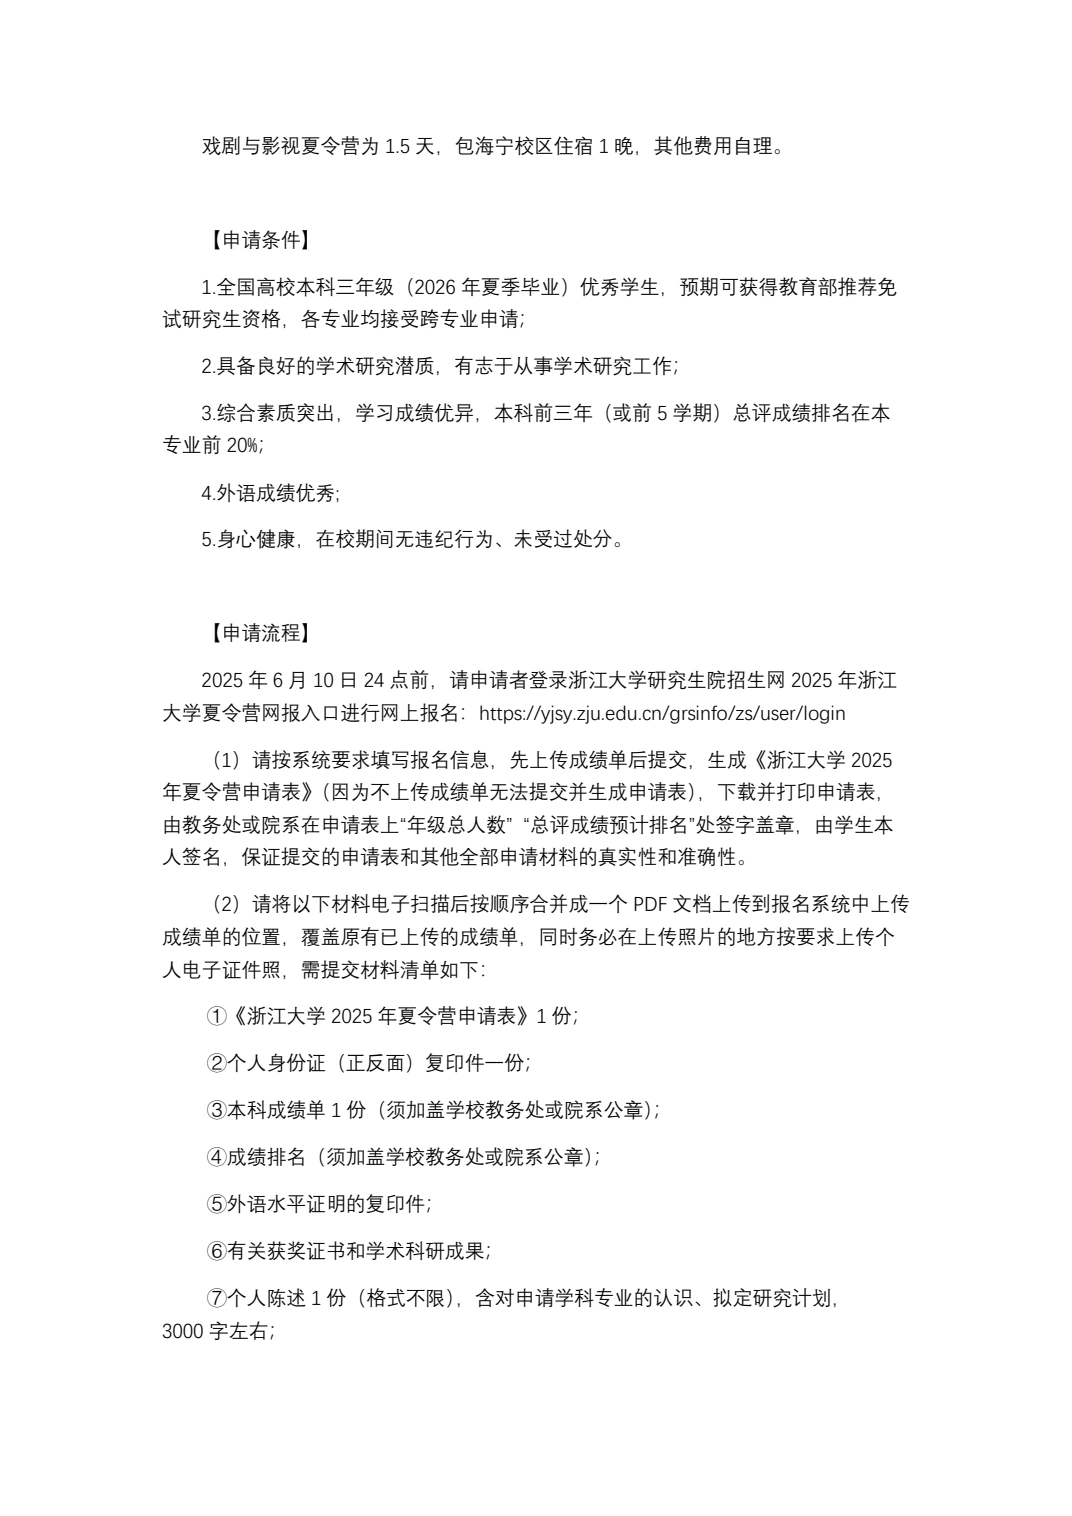 戏剧与影视夏令营为 1.5 天，包海宁校区住宿 1 晚，其他费用自理。
【申请条件】
1.全国高校本科三年级（2026 年夏季毕业）优秀学生，预期可获得教育部推荐免
试研究生资格，各专业均接受跨专业申请；
2.具备良好的学术研究潜质，有志于从事学术研究工作；
3.综合素质突出，学习成绩优异，本科前三年（或前 5 学期）总评成绩排名在本
专业前 20%；
4.外语成绩优秀;
5.身心健康，在校期间无违纪行为、未受过处分。
【申请流程】
2025 年 6 月 10 日 24 点前，请申请者登录浙江大学研究生院招生网 2025 年浙江
大学夏令营网报入口进行网上报名：https://yjsy.zju.edu.cn/grsinfo/zs/user/login
（1）请按系统要求填写报名信息，先上传成绩单后提交，生成《浙江大学 2025
年夏令营申请表》（因为不上传成绩单无法提交并生成申请表），下载并打印申请表，
由教务处或院系在申请表上“年级总人数” “总评成绩预计排名”处签字盖章，由学生本
人签名，保证提交的申请表和其他全部申请材料的真实性和准确性。
（2）请将以下材料电子扫描后按顺序合并成一个 PDF 文档上传到报名系统中上传
成绩单的位置，覆盖原有已上传的成绩单，同时务必在上传照片的地方按要求上传个
人电子证件照，需提交材料清单如下：
①《浙江大学 2025 年夏令营申请表》1 份；
②个人身份证（正反面）复印件一份；
③本科成绩单 1 份（须加盖学校教务处或院系公章）；
④成绩排名（须加盖学校教务处或院系公章）；
⑤外语水平证明的复印件；
⑥有关获奖证书和学术科研成果；
⑦个人陈述 1 份（格式不限），含对申请学科专业的认识、拟定研究计划，
3000 字左右；